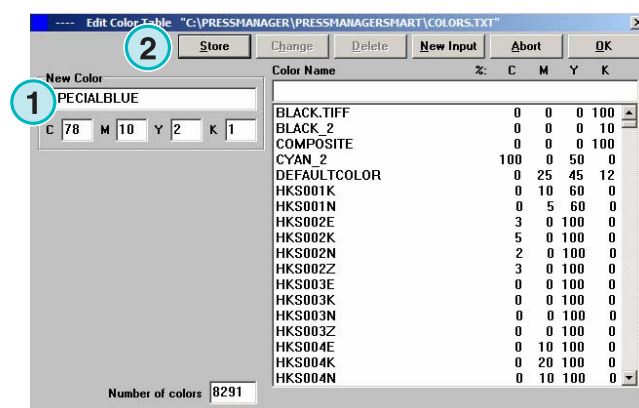 ---- Edit Color Table "C:\PRESSMANAGER\PRESSMANAGERSMART\COLORS.TXT"
2 Store Change Delete New Input Abort OK
New Color
1 PECIALBLUE
C 78 M 10 Y 2 K 1
Color Name %: C M Y K
BLACK.TIFF 0 0 0 100
BLACK_2 0 0 0 10
COMPOSITE 0 0 0 100
CYAN_2 100 0 50 0
DEFAULTCOLOR 0 25 45 12
HKS001K 0 10 60 0
HKS001N 0 5 60 0
HKS002E 3 0 100 0
HKS002K 5 0 100 0
HKS002N 2 0 100 0
HKS002Z 3 0 100 0
HKS003E 0 0 100 0
HKS003K 0 0 100 0
HKS003N 0 0 100 0
HKS003Z 0 0 100 0
HKS004E 0 10 100 0
HKS004K 0 20 100 0
HKS004N 0 10 100 0
Number of colors 8291